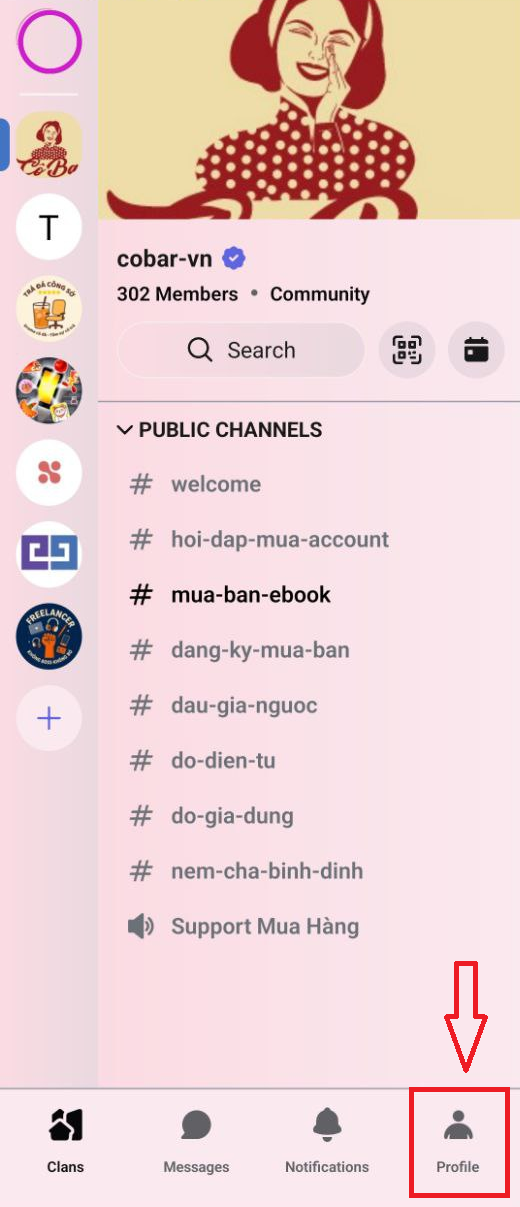 Cô Ba
T
TRÀ ĐÁ CÔNG SỞ
FREELANCER
cobar-vn
302 Members • Community
Search
PUBLIC CHANNELS
# welcome
# hoi-dap-mua-account
# mua-ban-ebook
# dang-ky-mua-ban
# dau-gia-nguoc
# do-dien-tu
# do-gia-dung
# nem-cha-binh-dinh
Support Mua Hàng
Clans
Messages
Notifications
Profile